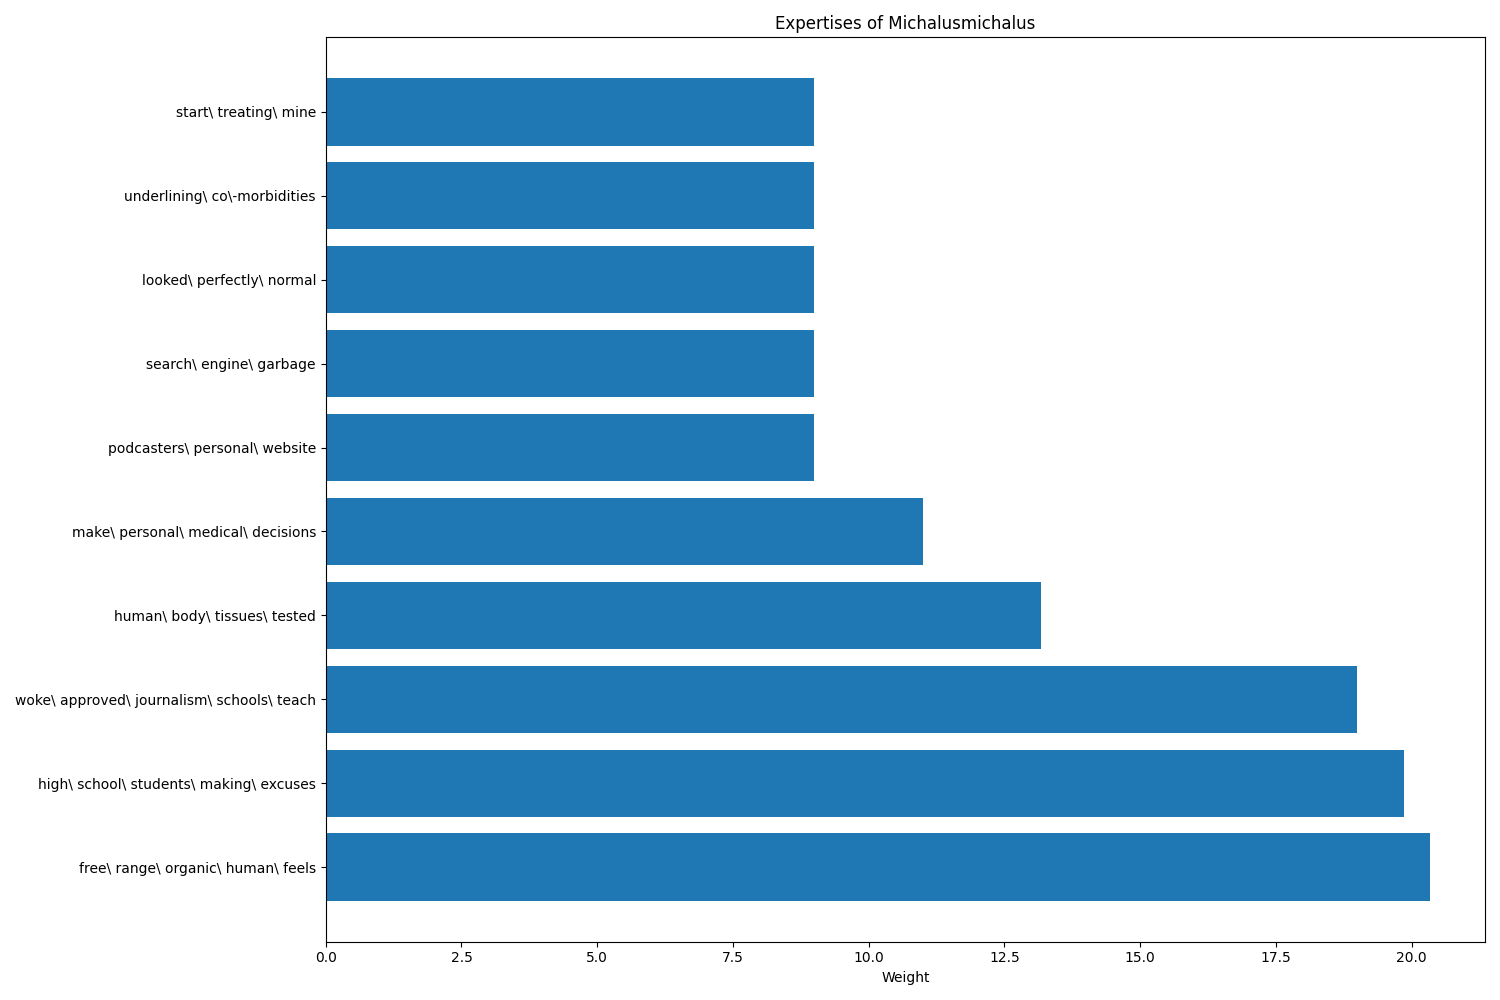 Expertises of Michalusmichalus
start\ treating\ mine
underlining\ co\-morbidities
looked\ perfectly\ normal
search\ engine\ garbage
podcasters\ personal\ website
make\ personal\ medical\ decisions
human\ body\ tissues\ tested
woke\ approved\ journalism\ schools\ teach
high\ school\ students\ making\ excuses
free\ range\ organic\ human\ feels
0.0 2.5 5.0 7.5 10.0 12.5 15.0 17.5 20.0
Weight